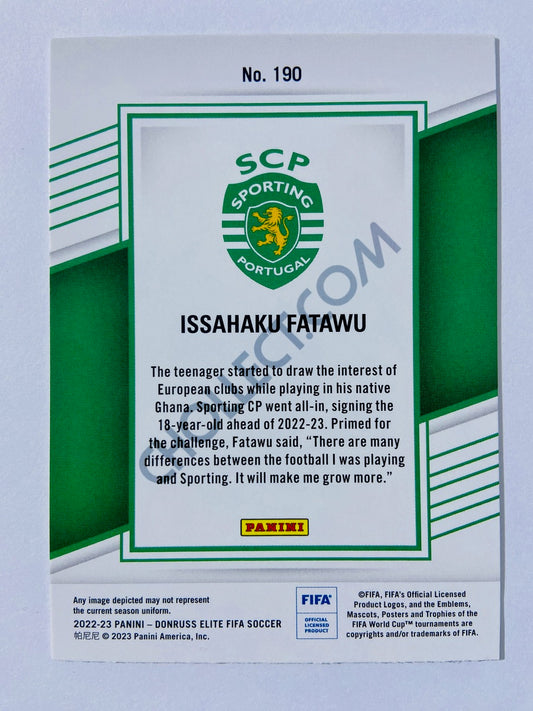 No. 190
SCP
SPORTING
PORTUGAL
ISSAHAKU FATAWU
The teenager started to draw the interest of
European clubs while playing in his native
Ghana. Sporting CP went all-in, signing the
18-year-old ahead of 2022-23. Primed for
the challenge, Fatawu said, “There are many
differences between the football I was playing
and Sporting. It will make me grow more.”
PANINI
Any image depicted may not represent
the current season uniform.
2022-23 PANINI – DONRUSS ELITE FIFA SOCCER
帕尼尼 © 2023 Panini America, Inc.
FIFA®
OFFICIAL
LICENSED
PRODUCT
©FIFA, FIFA's Official Licensed
Product Logos, and the Emblems,
Mascots, Posters and Trophies of the
FIFA World Cup™ tournaments are
copyrights and/or trademarks of FIFA.